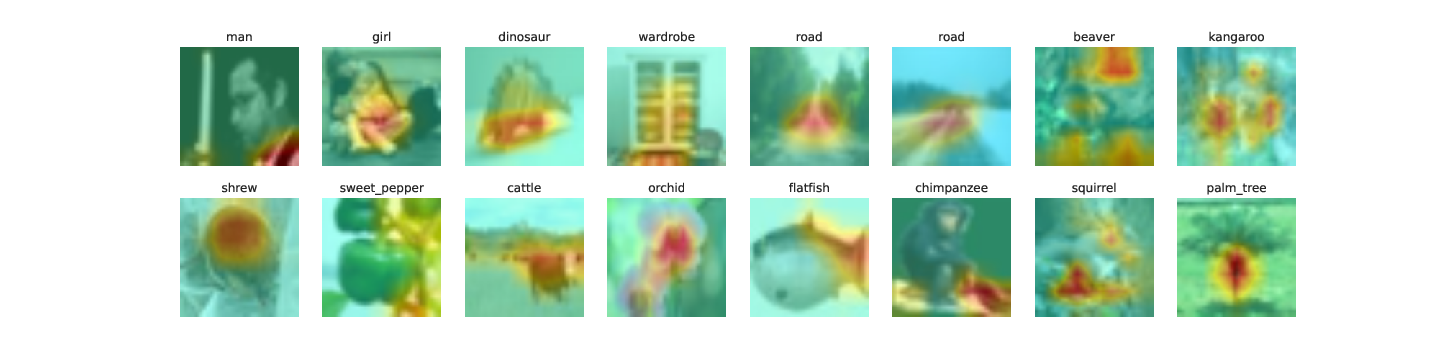 man girl dinosaur wardrobe road road beaver kangaroo
shrew sweet_pepper cattle orchid flatfish chimpanzee squirrel palm_tree